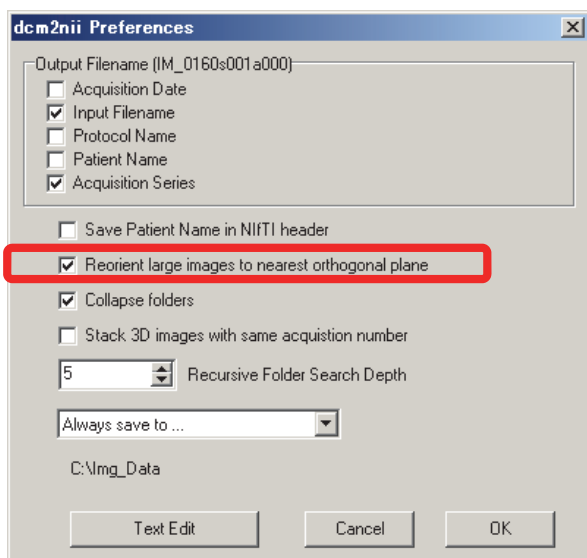 dcm2nii Preferences
Output Filename (IM_0160s001a000)
Acquisition Date
Input Filename
Protocol Name
Patient Name
Acquisition Series
Save Patient Name in NIfTI header
Reorient large images to nearest orthogonal plane
Collapse folders
Stack 3D images with same acquistion number
5 Recursive Folder Search Depth
Always save to ...
C:\Img_Data
Text Edit Cancel OK